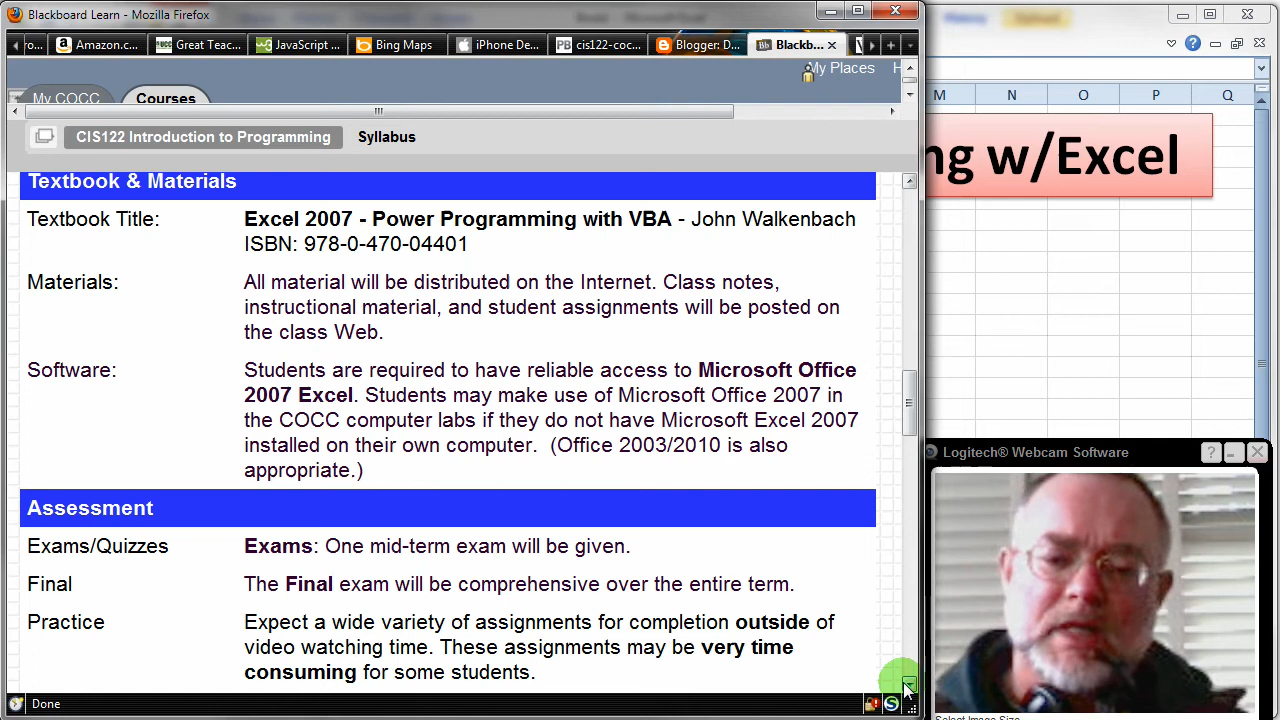 Blackboard Learn - Mozilla Firefox
ro...
Amazon.c...
Great Teac...
JavaScript ...
Bing Maps
iPhone De...
cis122-coc...
Blogger: D...
Blackb...
My Places
My COCC
Courses
CIS122 Introduction to Programming
Syllabus
M N O P Q
ng w/Excel
Textbook & Materials
Textbook Title: Excel 2007 - Power Programming with VBA - John Walkenbach
ISBN: 978-0-470-04401
Materials: All material will be distributed on the Internet. Class notes,
instructional material, and student assignments will be posted on
the class Web.
Software: Students are required to have reliable access to Microsoft Office
2007 Excel. Students may make use of Microsoft Office 2007 in
the COCC computer labs if they do not have Microsoft Excel 2007
installed on their own computer. (Office 2003/2010 is also
appropriate.)
Assessment
Exams/Quizzes Exams: One mid-term exam will be given.
Final The Final exam will be comprehensive over the entire term.
Practice Expect a wide variety of assignments for completion outside of
video watching time. These assignments may be very time
consuming for some students.
Done
Logitech® Webcam Software
Select Image Size